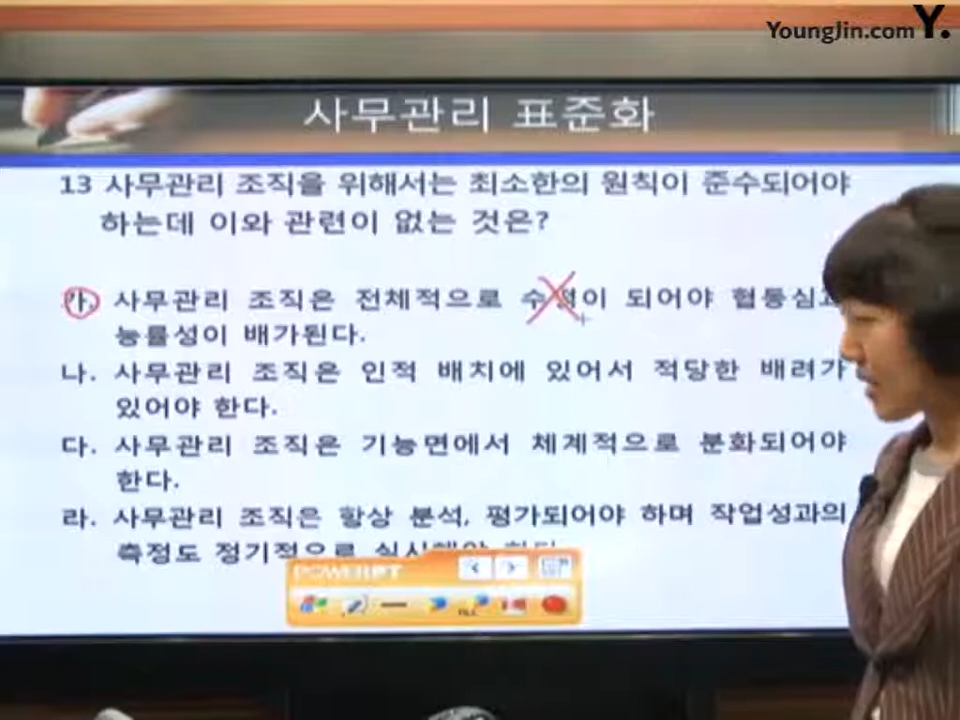 YoungJin.com Y.
사무관리 표준화
13 사무관리 조직을 위해서는 최소한의 원칙이 준수되어야
하는데 이와 관련이 없는 것은?
가. 사무관리 조직은 전체적으로 수정이 되어야 협동심과
능률성이 배가된다.
나. 사무관리 조직은 인적 배치에 있어서 적당한 배려가
있어야 한다.
다. 사무관리 조직은 기능면에서 체계적으로 분화되어야
한다.
라. 사무관리 조직은 항상 분석, 평가되어야 하며 작업성과의
측정도 정기적으로 실시해야 한다.